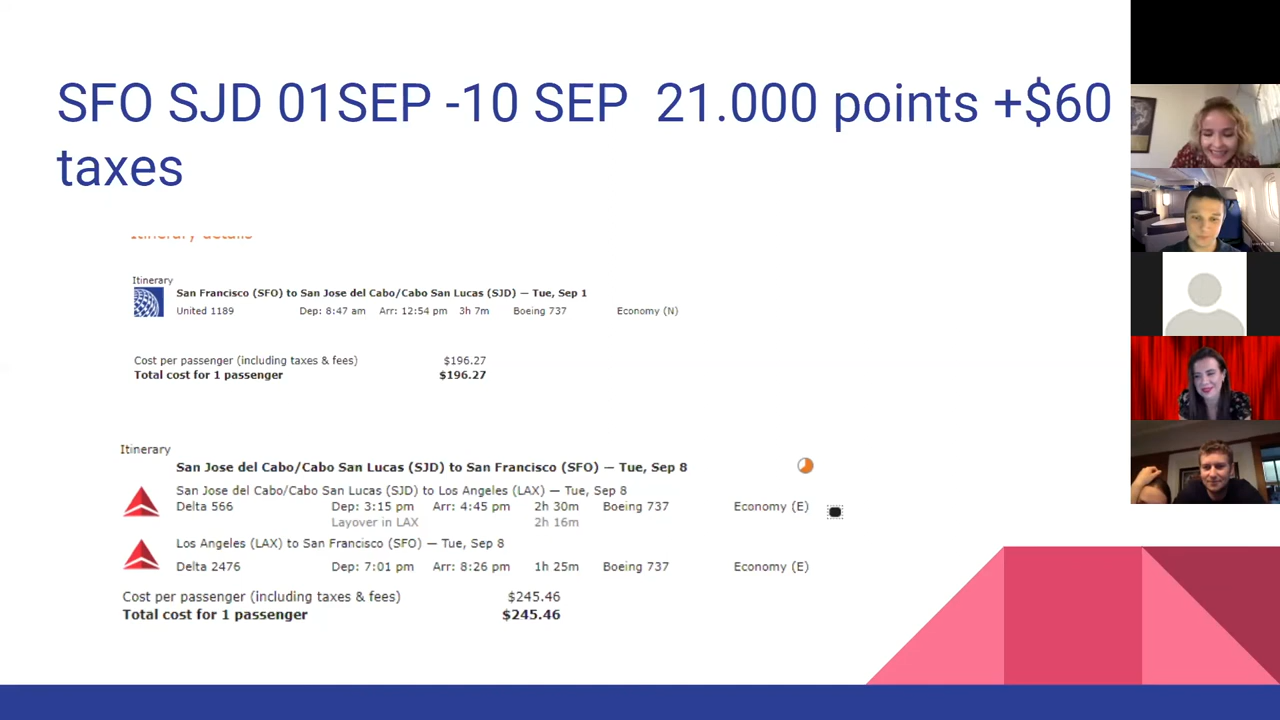 SFO SJD 01SEP -10 SEP 21.000 points +$60
taxes
Itinerary details
Itinerary
San Francisco (SFO) to San Jose del Cabo/Cabo San Lucas (SJD) — Tue, Sep 1
United 1189 Dep: 8:47 am Arr: 12:54 pm 3h 7m Boeing 737 Economy (N)
Cost per passenger (including taxes & fees) $196.27
Total cost for 1 passenger $196.27
Itinerary
San Jose del Cabo/Cabo San Lucas (SJD) to San Francisco (SFO) — Tue, Sep 8
San Jose del Cabo/Cabo San Lucas (SJD) to Los Angeles (LAX) — Tue, Sep 8
Delta 566 Dep: 3:15 pm Arr: 4:45 pm 2h 30m Boeing 737 Economy (E)
Layover in LAX 2h 16m
Los Angeles (LAX) to San Francisco (SFO) — Tue, Sep 8
Delta 2476 Dep: 7:01 pm Arr: 8:26 pm 1h 25m Boeing 737 Economy (E)
Cost per passenger (including taxes & fees) $245.46
Total cost for 1 passenger $245.46